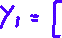 Y₁ = [